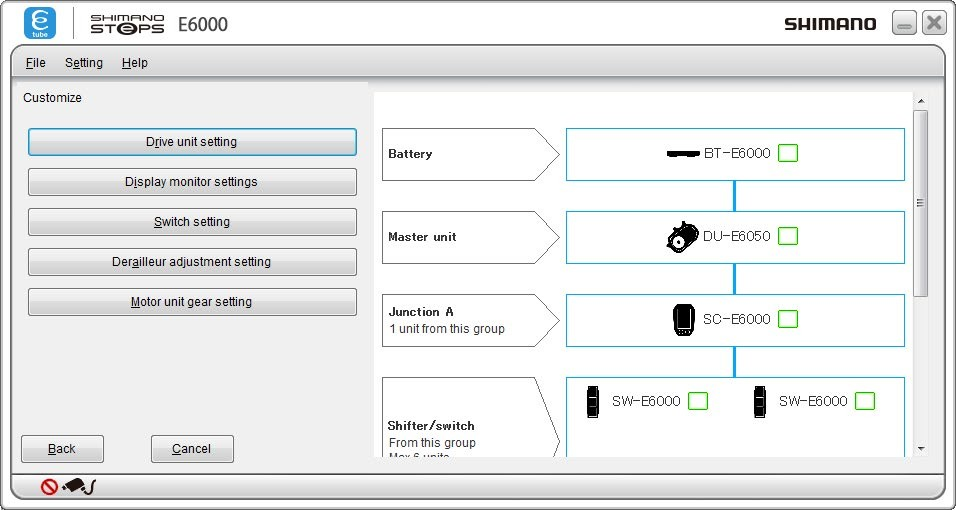 E tube SHIMANO STEPS E6000 SHIMANO
File Setting Help
Customize
Drive unit setting
Display monitor settings
Switch setting
Derailleur adjustment setting
Motor unit gear setting
Back Cancel
Battery BT-E6000
Master unit DU-E6050
Junction A
1 unit from this group
SC-E6000
Shifter/switch
From this group
Max 6 units
SW-E6000 SW-E6000